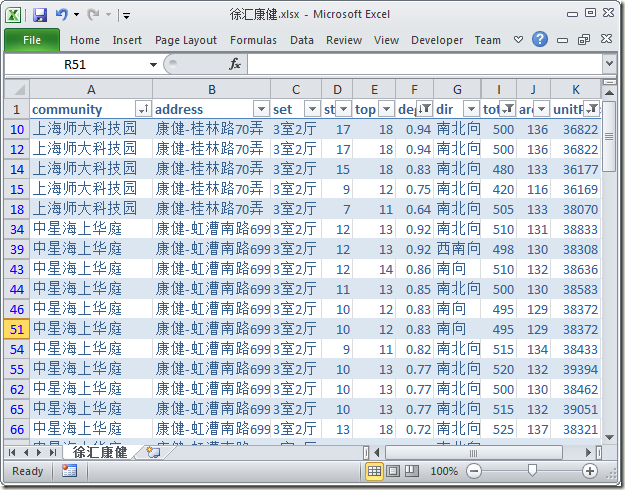 徐汇康健.xlsx - Microsoft Excel
File Home Insert Page Layout Formulas Data Review View Developer Team
R51 fx
A B C D E F G I J K
1 community address set st top deg dir tot are unitP
10 上海师大科技园 康健-桂林路70弄 3室2厅 17 18 0.94 南北向 500 136 36822
12 上海师大科技园 康健-桂林路70弄 3室2厅 17 18 0.94 南北向 500 136 36822
14 上海师大科技园 康健-桂林路70弄 3室2厅 15 18 0.83 南北向 480 133 36177
15 上海师大科技园 康健-桂林路70弄 3室2厅 9 12 0.75 南北向 420 116 36169
18 上海师大科技园 康健-桂林路70弄 3室2厅 7 11 0.64 南北向 505 133 38070
34 中星海上华庭 康健-虹漕南路699 3室2厅 12 13 0.92 南北向 510 131 38833
39 中星海上华庭 康健-虹漕南路699 3室2厅 12 13 0.92 西南向 498 130 38308
43 中星海上华庭 康健-虹漕南路699 3室2厅 12 14 0.86 南向 510 132 38636
44 中星海上华庭 康健-虹漕南路699 3室2厅 11 13 0.85 南北向 500 130 38583
46 中星海上华庭 康健-虹漕南路699 3室2厅 10 12 0.83 南向 495 129 38372
51 中星海上华庭 康健-虹漕南路699 3室2厅 10 12 0.83 南向 495 129 38372
54 中星海上华庭 康健-虹漕南路699 3室2厅 9 11 0.82 南北向 515 134 38433
55 中星海上华庭 康健-虹漕南路699 3室2厅 10 13 0.77 南北向 520 132 39394
62 中星海上华庭 康健-虹漕南路699 3室2厅 10 13 0.77 南北向 500 130 38462
65 中星海上华庭 康健-虹漕南路699 3室2厅 10 13 0.77 南北向 515 132 39051
66 中星海上华庭 康健-虹漕南路699 3室2厅 13 18 0.72 南北向 525 137 38321
徐汇康健
Ready 100%